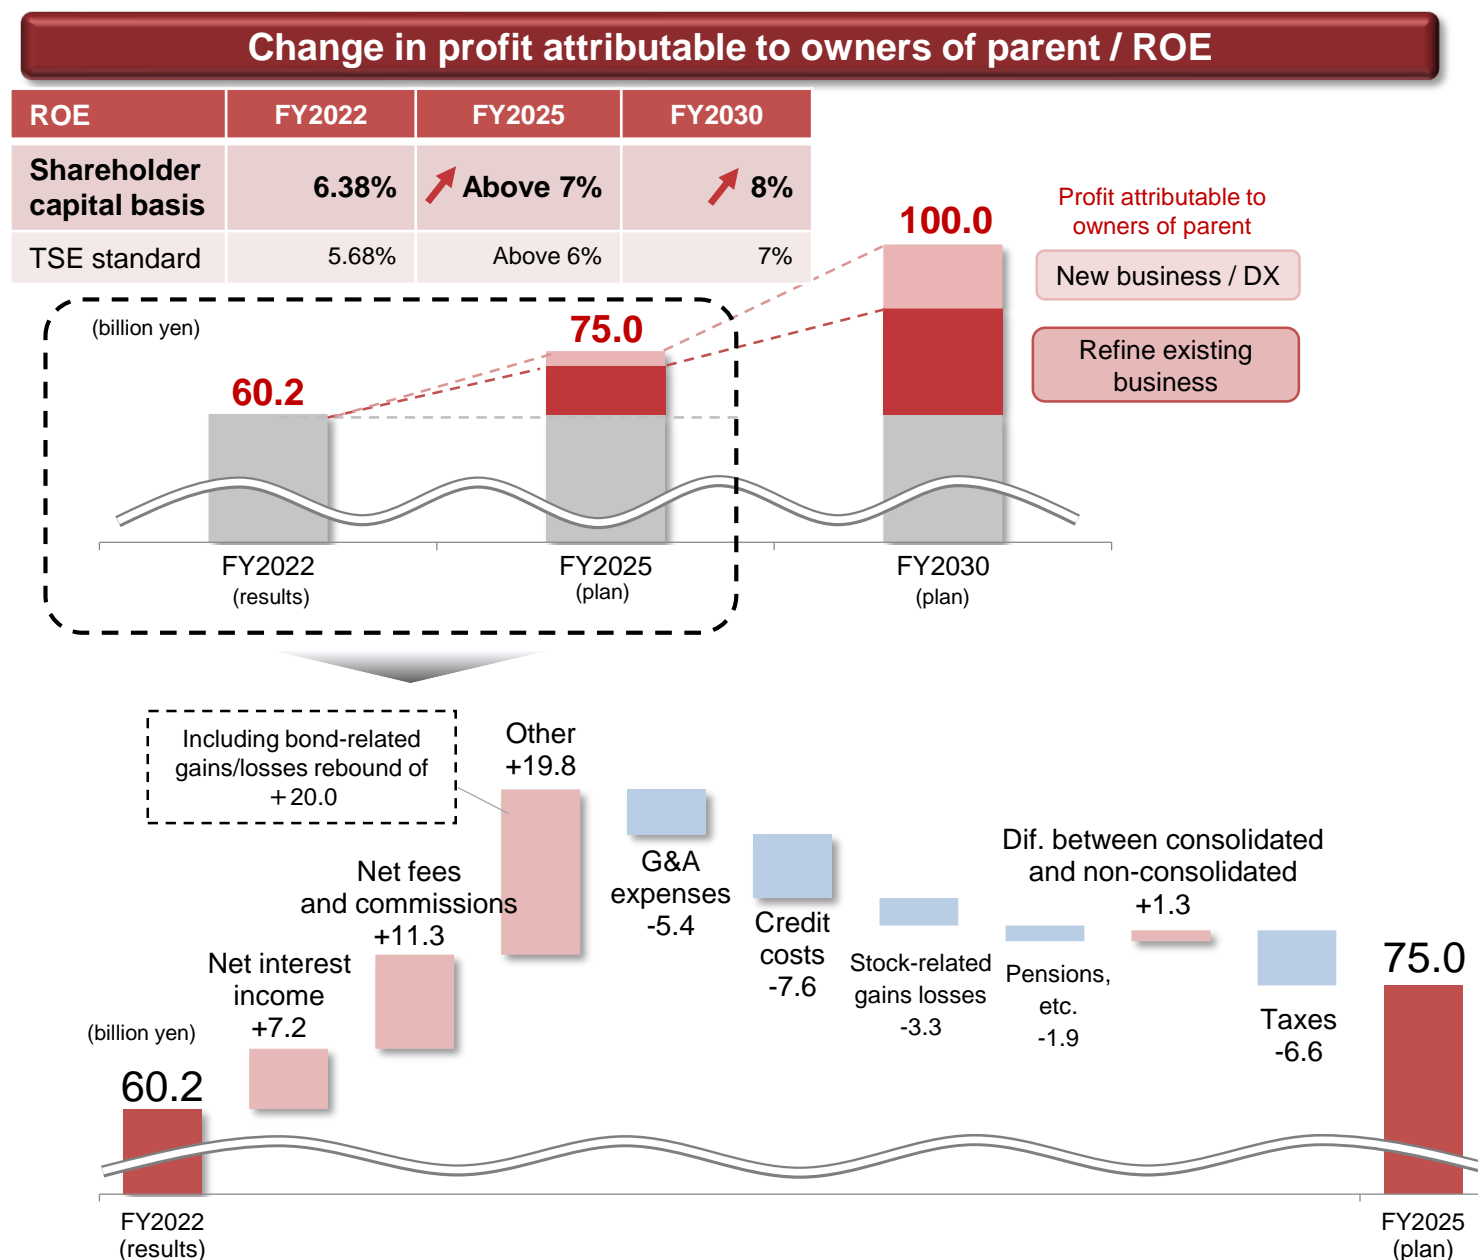 Change in profit attributable to owners of parent / ROE
ROE FY2022 FY2025 FY2030
Shareholder
capital basis 6.38% Above 7% 8%
TSE standard 5.68% Above 6% 7%
Profit attributable to
owners of parent
New business / DX
Refine existing
business
(billion yen)
60.2
75.0
100.0
FY2022
(results)
FY2025
(plan)
FY2030
(plan)
Including bond-related
gains/losses rebound of
+20.0
(billion yen)
60.2
Net interest
income
+7.2
Net fees
and commissions
+11.3
Other
+19.8
G&A
expenses
-5.4
Credit
costs
-7.6
Stock-related
gains losses
-3.3
Pensions,
etc.
-1.9
Dif. between consolidated
and non-consolidated
+1.3
Taxes
-6.6
75.0
FY2022
(results)
FY2025
(plan)